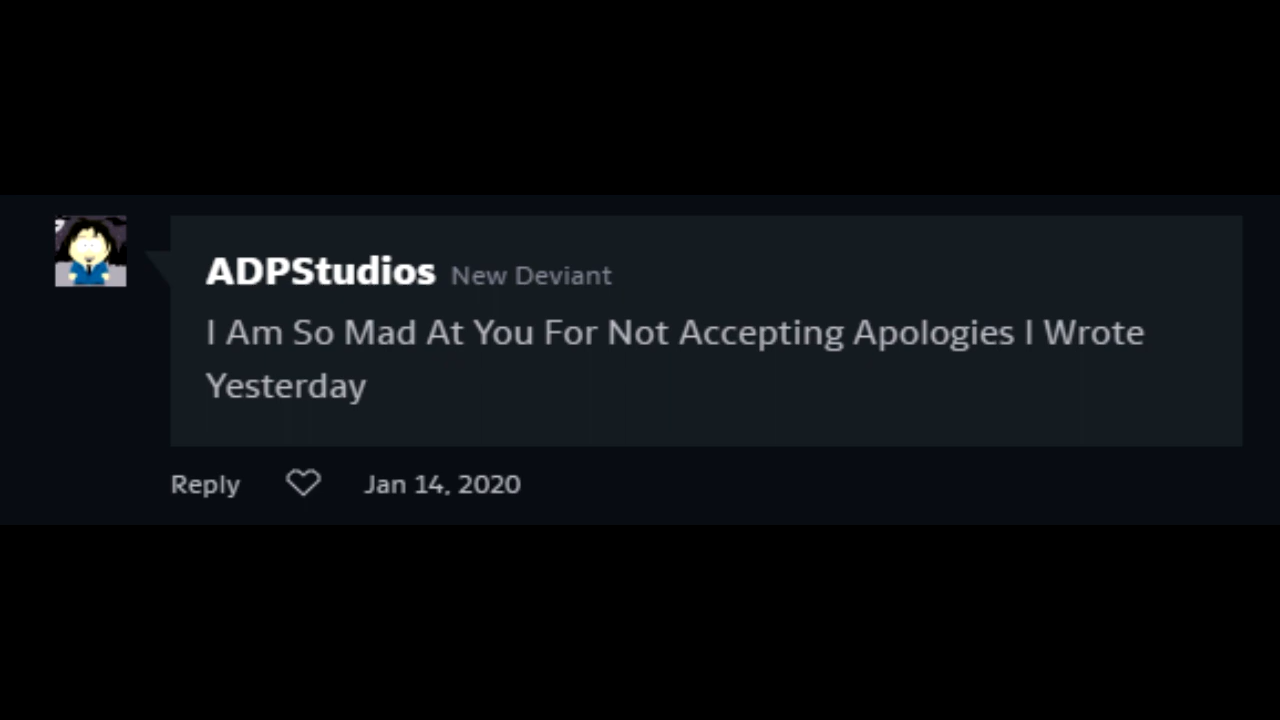 ADPStudios New Deviant
I Am So Mad At You For Not Accepting Apologies I Wrote
Yesterday
Reply Jan 14, 2020